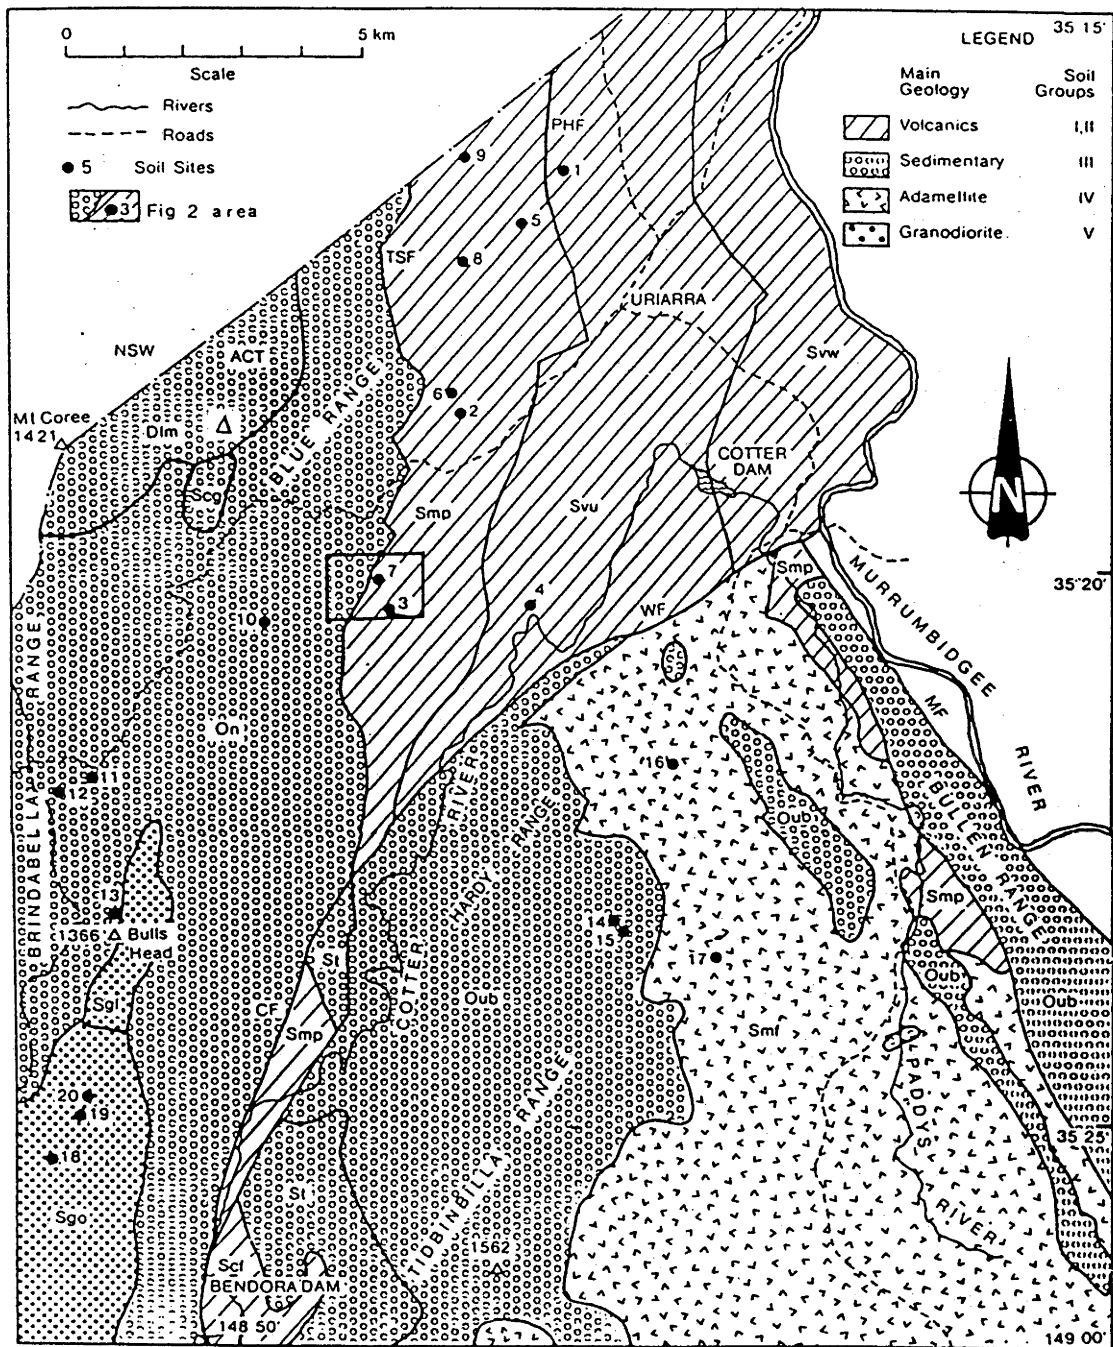 0 5 km
Scale
Rivers
Roads
5 Soil Sites
3 Fig 2 area
LEGEND
35 15'
Main Geology
Soil Groups
Volcanics I,II
Sedimentary III
Adamellite IV
Granodiorite V
PHF
9
1
5
TSF
8
URIARRA
NSW
ACT
Svw
Mt Coree
1421
Dlm
BLUE RANGE
6
2
COTTER
DAM
Scg
Smp
Svu
N
35°20'
7
3
4
WF
Smp
10
MURRUMBIDGEE
RIVER
MF
BRINDABELLA RANGE
On
11
12
16
Oub
BULLEN RANGE
COTTER RIVER
HARDY RANGE
13
1366 Bulls
Head
14
15
Smp
St
17
Oub
Oub
Oub
Sgl
CF
Smp
Smf
PADDYS
RIVER
20
19
18
35°25'
St
TIDBINBILLA RANGE
Sgo
1562
Scf
BENDORA DAM
148 50'
149 00'